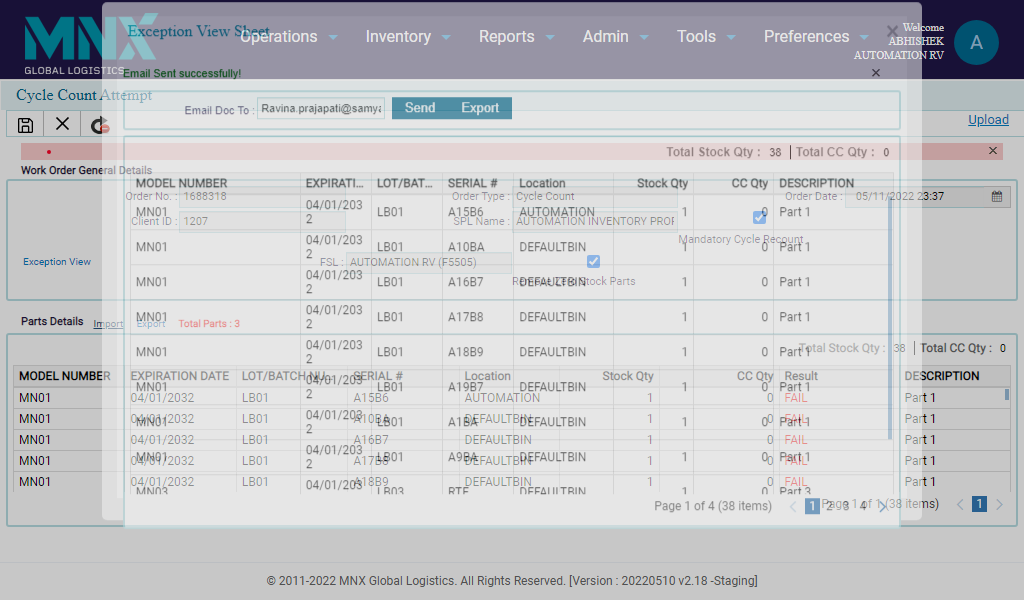 MNX
GLOBAL LOGISTICS
Exception View Sheet
Operations Inventory Reports Admin Tools Preferences
Welcome
ABHISHEK
AUTOMATION RV
A
Email Sent successfully!
Cycle Count Attempt
Email Doc To : Ravina.prajapati@samya Send Export
Upload
Total Stock Qty : 38 Total CC Qty : 0
Work Order General Details
MODEL NUMBER EXPIRATI... LOT/BAT... SERIAL # Location Stock Qty CC Qty DESCRIPTION
MN01 04/01/2032 LB01 A15B6 AUTOMATION 1 0 Part 1
MN01 04/01/2032 LB01 A10BA DEFAULTBIN 1 0 Part 1
MN01 04/01/2032 LB01 A16B7 DEFAULTBIN 1 0 Part 1
MN01 04/01/2032 LB01 A17B8 DEFAULTBIN 1 0 Part 1
MN01 04/01/2032 LB01 A18B9 DEFAULTBIN 1 0 Part 1
MN01 04/01/2032 LB01 A19B7 DEFAULTBIN 1 0 Part 1
MN01 04/01/2032 LB01 A1BA DEFAULTBIN 1 0 Part 1
MN01 04/01/2032 LB01 A9BA DEFAULTBIN 1 0 Part 1
MN03 04/01/2032 LB03 RTE DEFAULTBIN 1 0 Part 3
Page 1 of 4 (38 items) 1 2 3 4
Order No. : 1688318 Order Type : Cycle Count Order Date : 05/11/2022 23:37
Client ID : 1207 SPL Name : AUTOMATION INVENTORY PROF
Mandatory Cycle Recount
Exception View FSL : AUTOMATION RV (F5505)
Stock Parts
Parts Details Import Export Total Parts : 3
Total Stock Qty : 38 Total CC Qty : 0
MODEL NUMBER EXPIRATION DATE LOT/BATCH NU... SERIAL # Location Stock Qty CC Qty Result DESCRIPTION
MN01 04/01/2032 LB01 A15B6 AUTOMATION 1 0 FAIL Part 1
MN01 04/01/2032 LB01 A10BA DEFAULTBIN 1 0 FAIL Part 1
MN01 04/01/2032 LB01 A16B7 DEFAULTBIN 1 0 FAIL Part 1
MN01 04/01/2032 LB01 A17B8 DEFAULTBIN 1 0 FAIL Part 1
MN01 04/01/2032 LB01 A18B9 DEFAULTBIN 1 0 FAIL Part 1
Page 1 of 1 (38 items) 1
© 2011-2022 MNX Global Logistics. All Rights Reserved. [Version : 20220510 v2.18 -Staging]